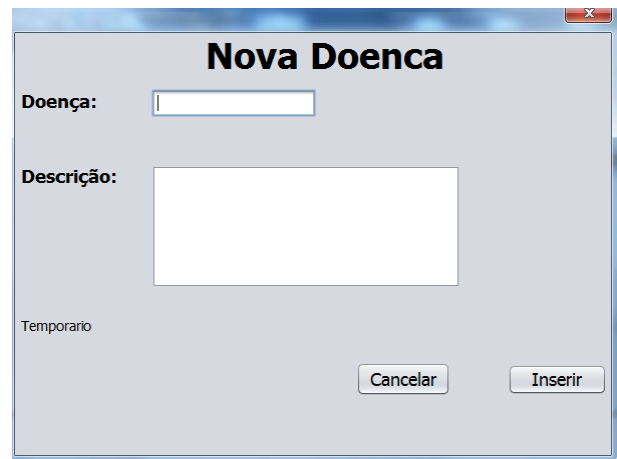 Nova Doenca
Doença:
Descrição:
Temporario
Cancelar Inserir